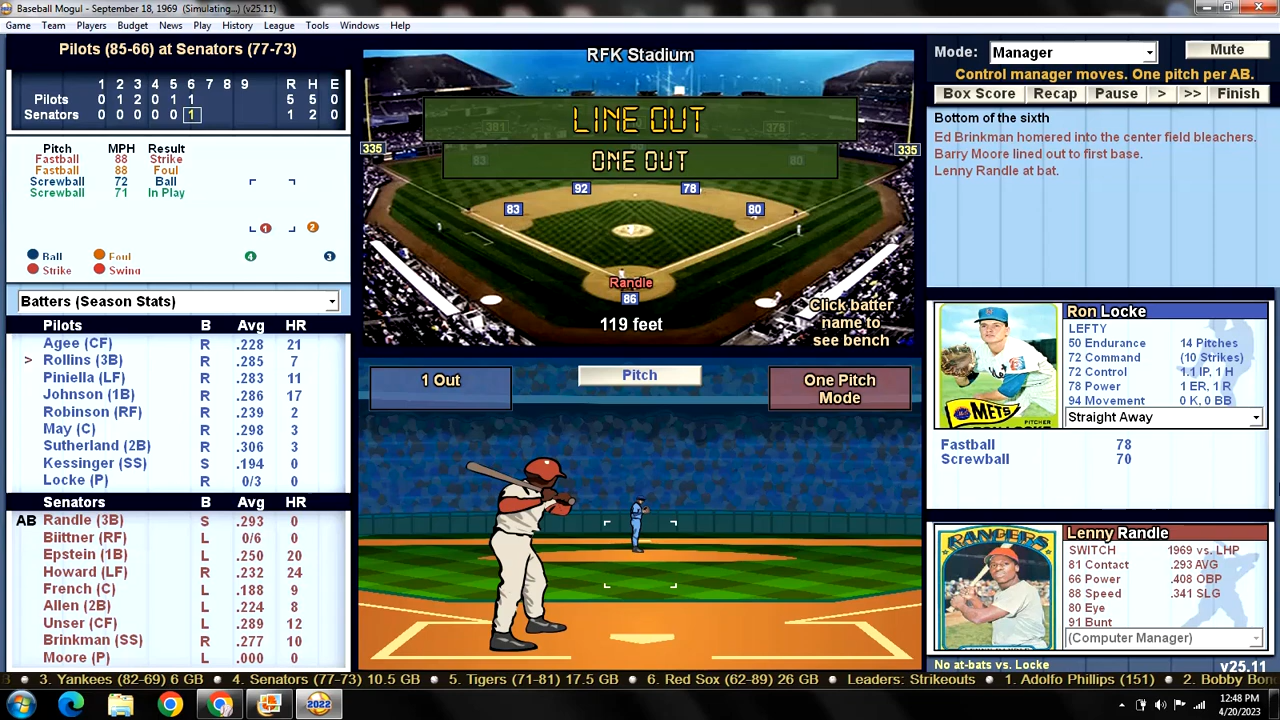 Baseball Mogul - September 18, 1969 (Simulating...) (v25.11)
Game Team Players Budget News Play History League Tools Windows Help
Pilots (85-66) at Senators (77-73)
1 2 3 4 5 6 7 8 9 R H E
Pilots 0 1 2 0 1 1 5 5 0
Senators 0 0 0 0 0 1 1 2 0
Pitch MPH Result
Fastball 88 Strike
Fastball 88 Foul
Screwball 72 Ball
Screwball 71 In Play
1 2
4 3
Ball Foul
Strike Swing
Batters (Season Stats)
Pilots B Avg HR
Agee (CF) R .228 21
> Rollins (3B) R .285 7
Piniella (LF) R .283 11
Johnson (1B) R .286 17
Robinson (RF) R .239 2
May (C) R .298 3
Sutherland (2B) R .306 3
Kessinger (SS) S .194 0
Locke (P) R 0/3 0
Senators B Avg HR
AB Randle (3B) S .293 0
Biittner (RF) L 0/6 0
Epstein (1B) L .250 20
Howard (LF) R .232 24
French (C) L .188 9
Allen (2B) L .224 8
Unser (CF) L .289 12
Brinkman (SS) R .277 10
Moore (P) L .000 0
RFK Stadium
LINE OUT
381 378
335 335
ONE OUT
83 80
92 78
83 80
Randle
86
119 feet
Click batter
name to
see bench
1 Out
Pitch
One Pitch
Mode
Mode: Manager Mute
Control manager moves. One pitch per AB.
Box Score Recap Pause > >> Finish
Bottom of the sixth
Ed Brinkman homered into the center field bleachers.
Barry Moore lined out to first base.
Lenny Randle at bat.
METS
PITCHER
Ron Locke
LEFTY
50 Endurance 14 Pitches
72 Command (10 Strikes)
72 Control 1.1 IP, 1 H
78 Power 1 ER, 1 R
94 Movement 0 K, 0 BB
Straight Away
Fastball 78
Screwball 70
RANGERS
Lenny Randle
SWITCH 1969 vs. LHP
81 Contact .293 AVG
66 Power .408 OBP
88 Speed .341 SLG
80 Eye
91 Bunt
(Computer Manager)
No at-bats vs. Locke v25.11
B • 3. Yankees (82-69) 6 GB • 4. Senators (77-73) 10.5 GB • 5. Tigers (71-81) 17.5 GB • 6. Red Sox (62-89) 26 GB • Leaders: Strikeouts • 1. Adolfo Phillips (151) • 2. Bobby Bon
2022
12:48 PM
4/20/2023